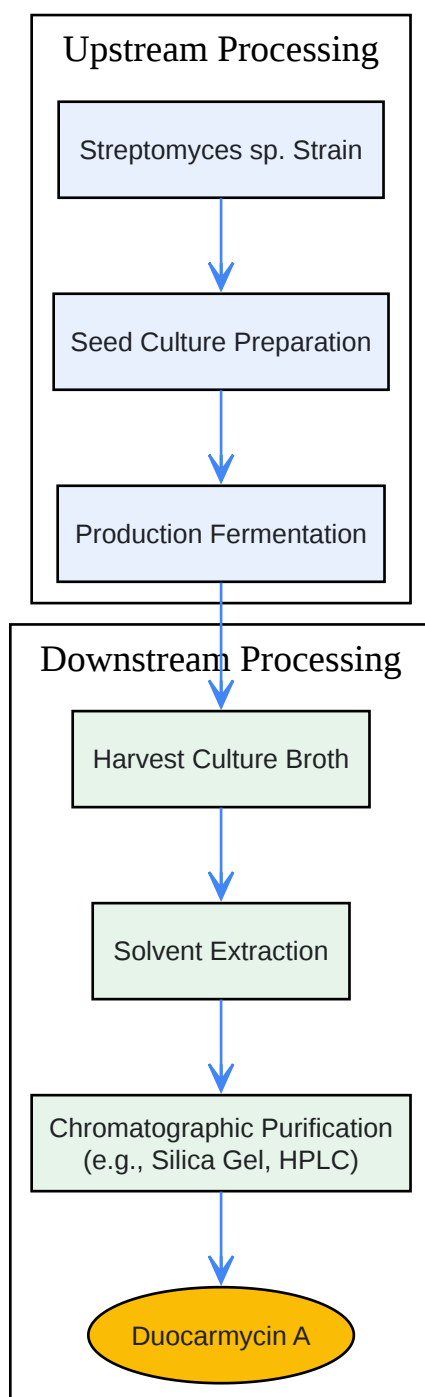 Upstream Processing
Streptomyces sp. Strain
Seed Culture Preparation
Production Fermentation
Downstream Processing
Harvest Culture Broth
Solvent Extraction
Chromatographic Purification
(e.g., Silica Gel, HPLC)
Duocarmycin A